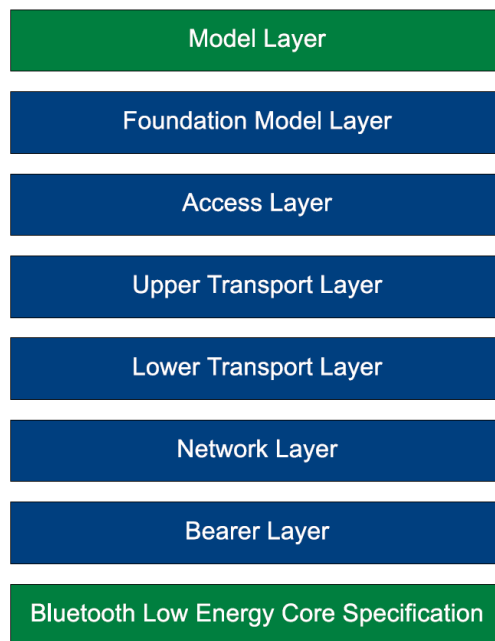 Model Layer
Foundation Model Layer
Access Layer
Upper Transport Layer
Lower Transport Layer
Network Layer
Bearer Layer
Bluetooth Low Energy Core Specification